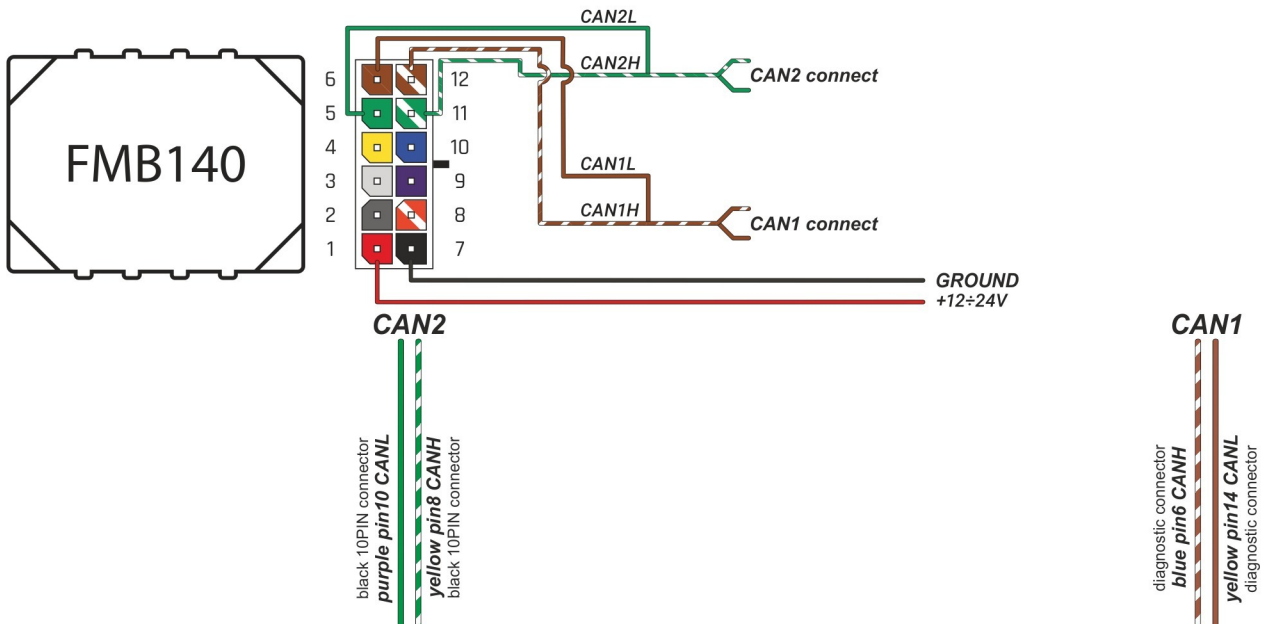 CAN2L
CAN2H
CAN2 connect
FMB140
6
12
5
11
4
10
3
9
2
8
1
7
CAN1L
CAN1H
CAN1 connect
GROUND
+12÷24V
CAN2
CAN1
black 10PIN connector
purple pin10 CANL
yellow pin8 CANH
black 10PIN connector
diagnostic connector
blue pin6 CANH
yellow pin14 CANL
diagnostic connector